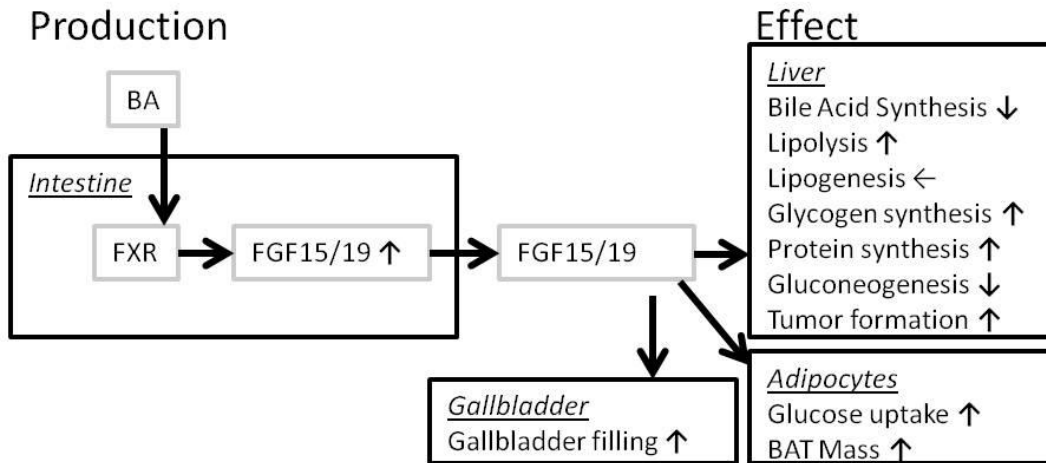 Production
Effect
BA
Intestine
FXR
FGF15/19 ↑
FGF15/19
Liver
Bile Acid Synthesis ↓
Lipolysis ↑
Lipogenesis ←
Glycogen synthesis ↑
Protein synthesis ↑
Gluconeogenesis ↓
Tumor formation ↑
Gallbladder
Gallbladder filling ↑
Adipocytes
Glucose uptake ↑
BAT Mass ↑